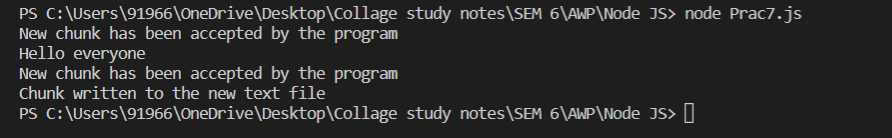 PS C:\Users\91966\OneDrive\Desktop\Collage study notes\SEM 6\AWP\Node JS> node Prac7.js
New chunk has been accepted by the program
Hello everyone
New chunk has been accepted by the program
Chunk written to the new text file
PS C:\Users\91966\OneDrive\Desktop\Collage study notes\SEM 6\AWP\Node JS>